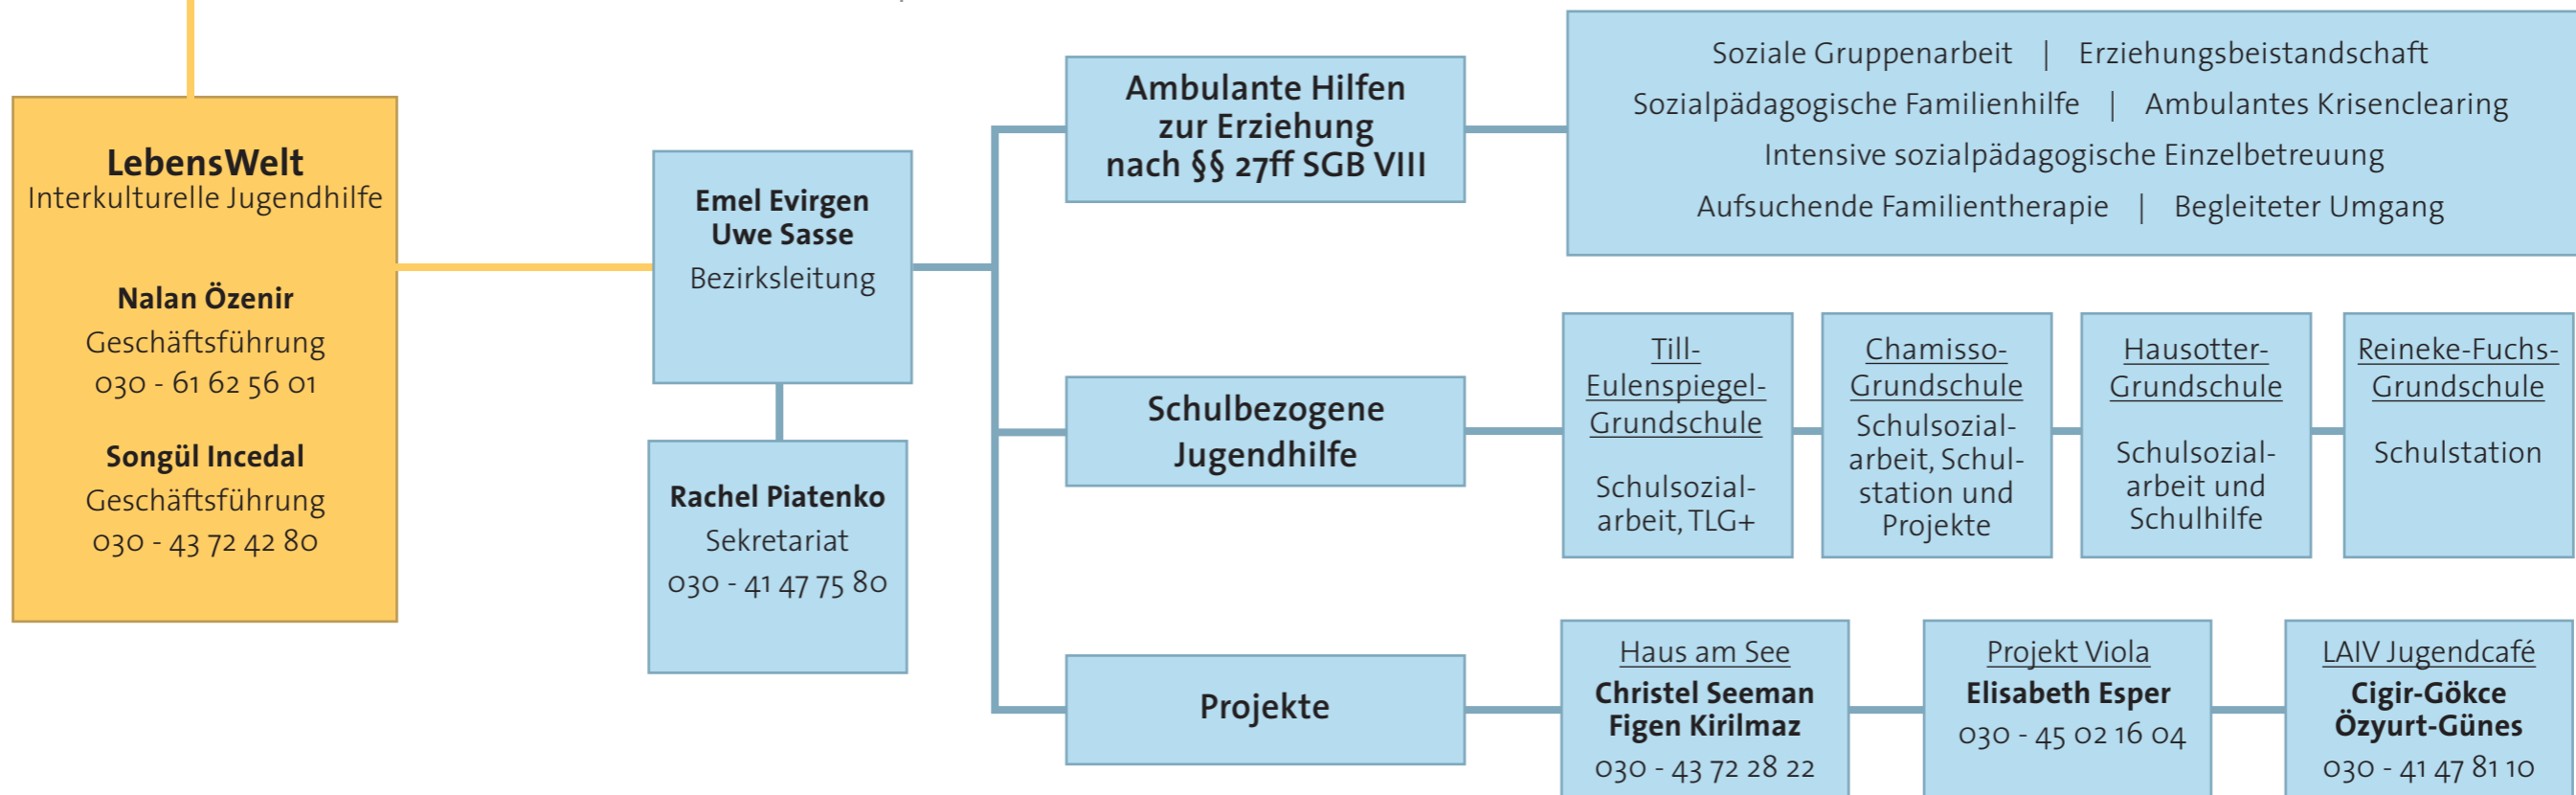 LebensWelt
Interkulturelle Jugendhilfe
Nalan Özenir
Geschäftsführung
030 - 61 62 56 01
Songül Incedal
Geschäftsführung
030 - 43 72 42 80
Emel Evirgen
Uwe Sasse
Bezirksleitung
Rachel Piatenko
Sekretariat
030 - 41 47 75 80
Ambulante Hilfen
zur Erziehung
nach §§ 27ff SGB VIII
Soziale Gruppenarbeit | Erziehungsbeistandschaft
Sozialpädagogische Familienhilfe | Ambulantes Krisenclearing
Intensive sozialpädagogische Einzelbetreuung
Aufsuchende Familientherapie | Begleiteter Umgang
Schulbezogene
Jugendhilfe
Till-
Eulenspiegel-
Grundschule
Schulsozial-
arbeit, TLG+
Chamisso-
Grundschule
Schulsozial-
arbeit, Schul-
station und
Projekte
Hausotter-
Grundschule
Schulsozial-
arbeit und
Schulhilfe
Reineke-Fuchs-
Grundschule
Schulstation
Projekte
Haus am See
Christel Seeman
Figen Kirilmaz
030 - 43 72 28 22
Projekt Viola
Elisabeth Esper
030 - 45 02 16 04
LAIV Jugendcafé
Cigir-Gökce
Özyurt-Günes
030 - 41 47 81 10